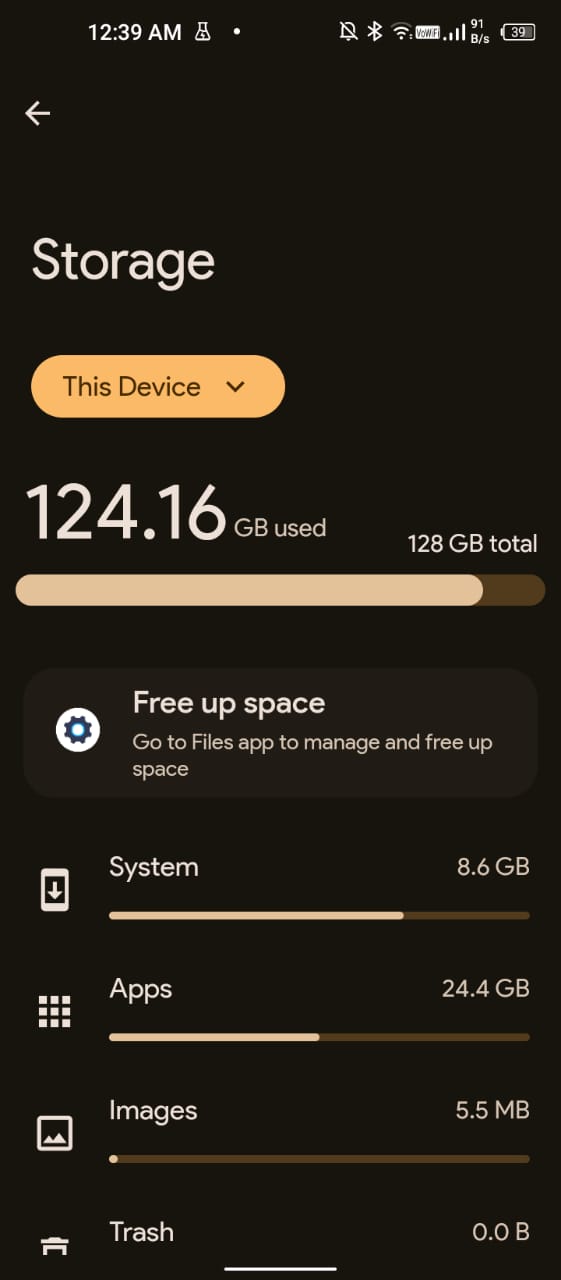 12:39 AM
VoWiFi
91
B/s
39
Storage
This Device
124.16 GB used
128 GB total
Free up space
Go to Files app to manage and free up
space
System 8.6 GB
Apps 24.4 GB
Images 5.5 MB
Trash 0.0 B